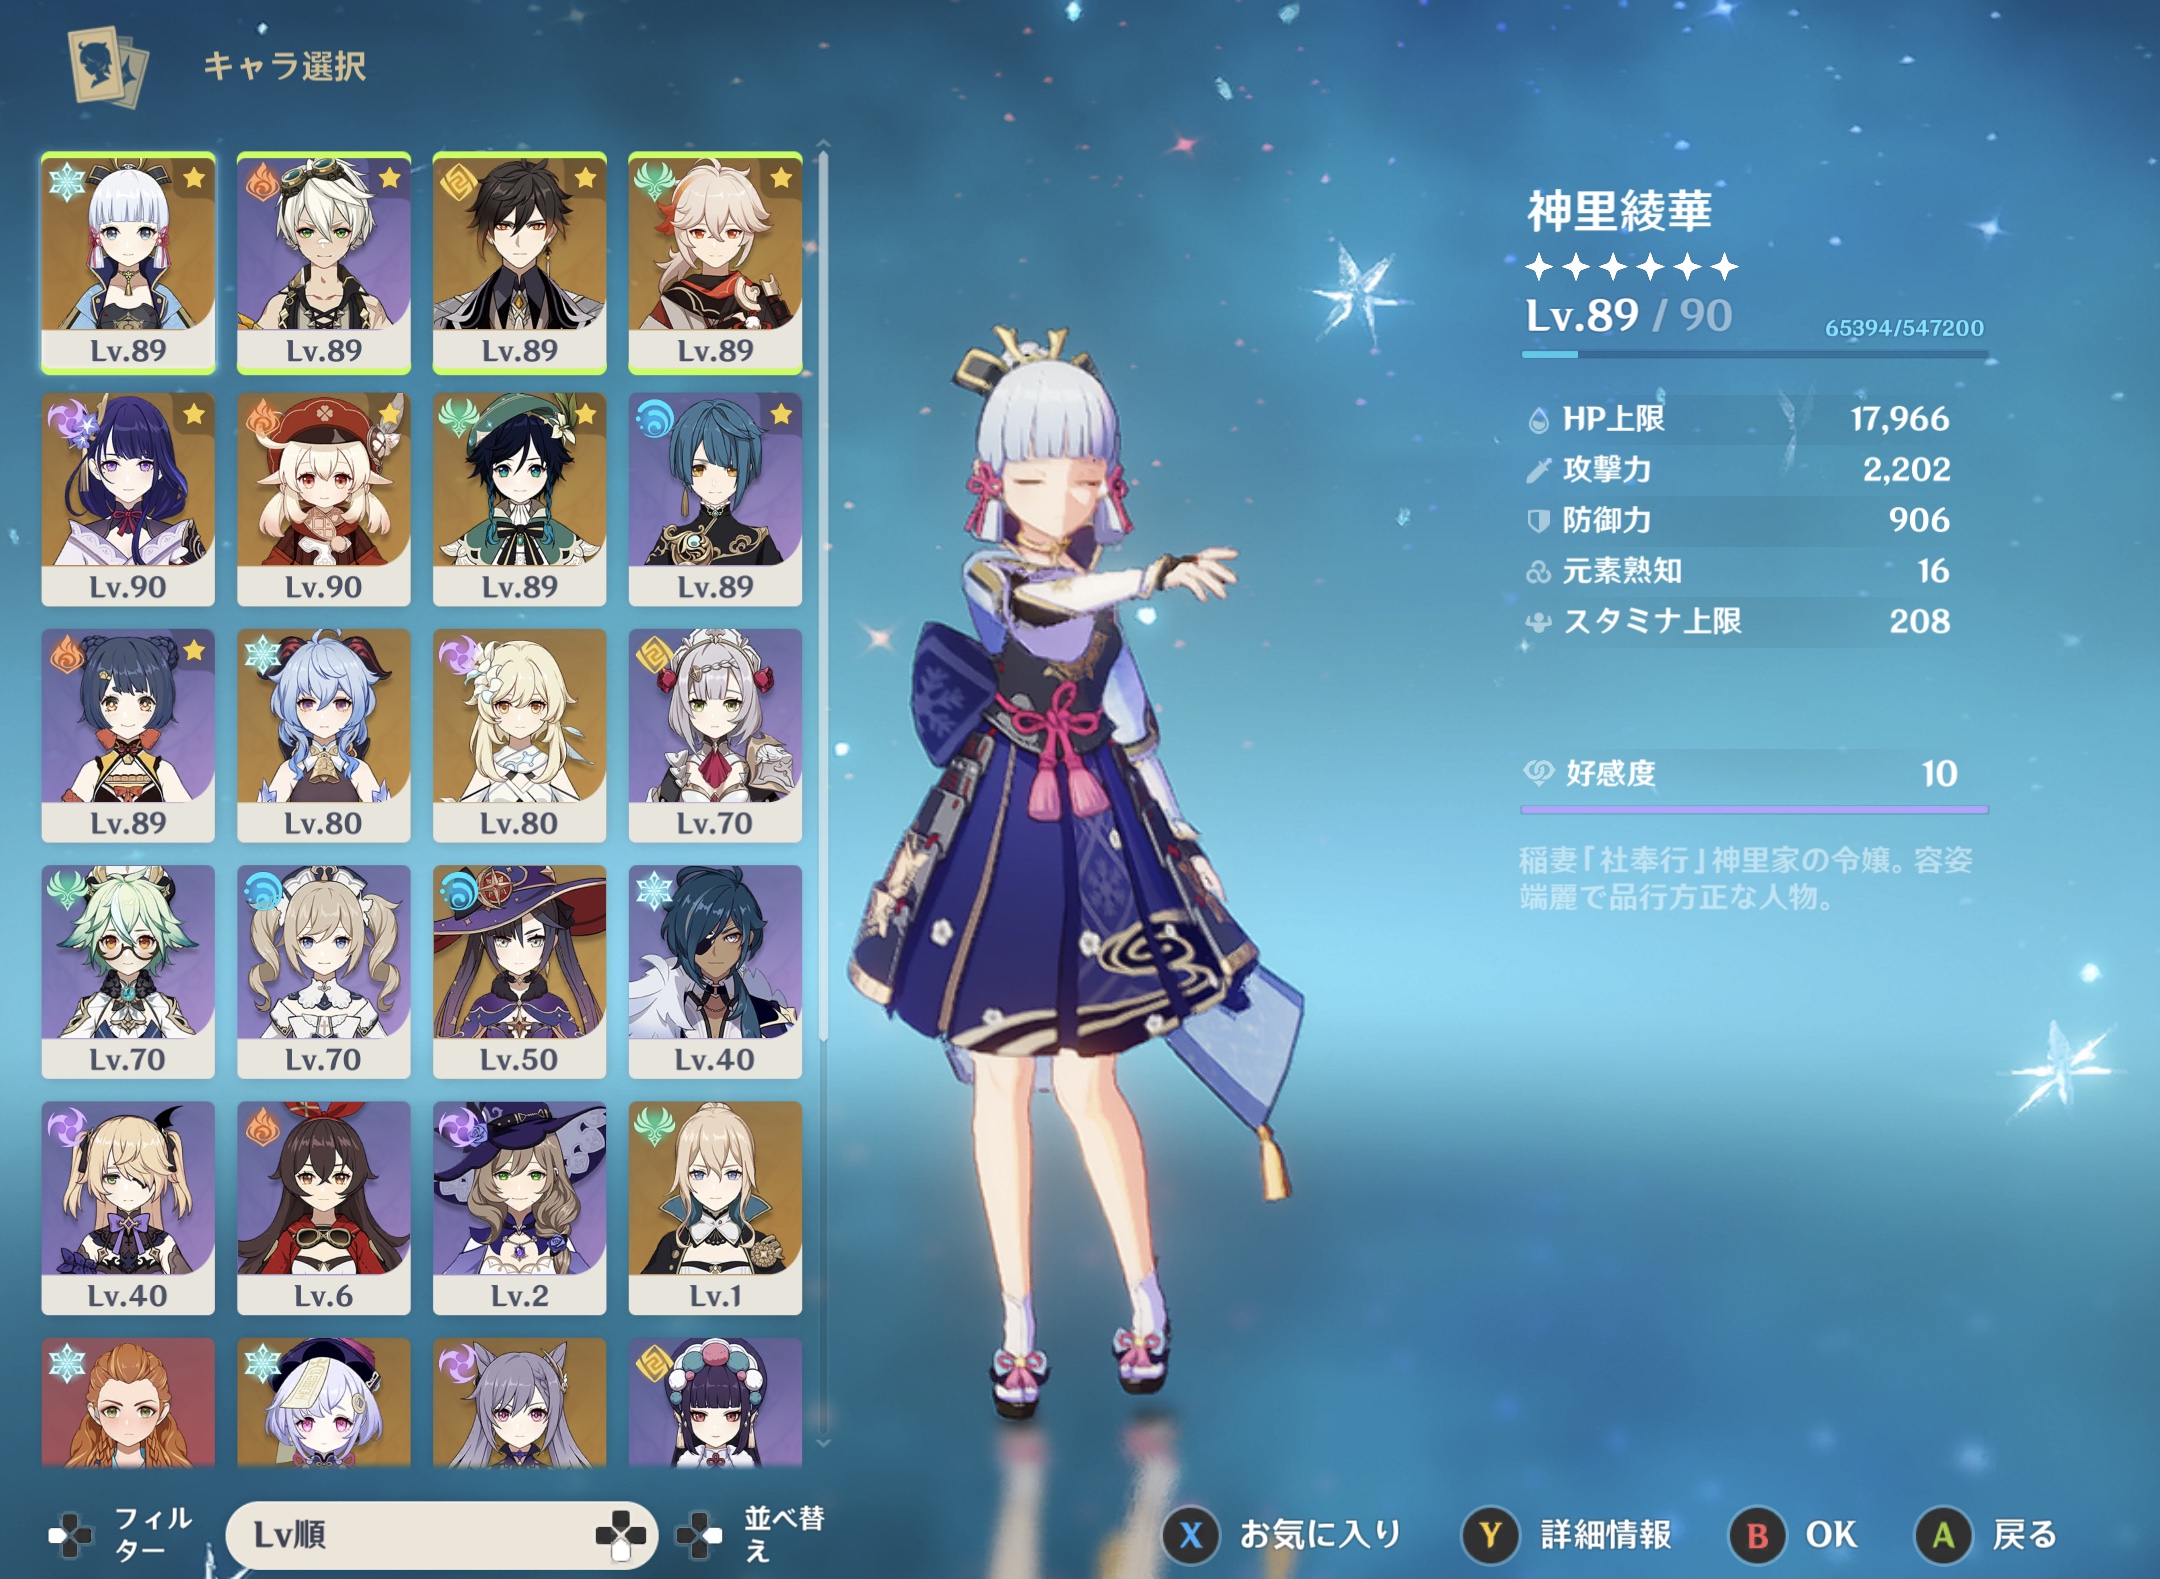 キャラ選択
Lv.89
Lv.89
Lv.89
Lv.89
Lv.90
Lv.90
Lv.89
Lv.89
Lv.89
Lv.80
Lv.80
Lv.70
Lv.70
Lv.70
Lv.50
Lv.40
Lv.40
Lv.6
Lv.2
Lv.1
神里綾華
Lv.89 / 90
65394/547200
HP上限 17,966
攻撃力 2,202
防御力 906
元素熟知 16
スタミナ上限 208
好感度 10
稲妻「社奉行」神里家の令嬢。容姿
端麗で品行方正な人物。
フィル
ター
Lv順
並べ替
え
X お気に入り
Y 詳細情報
B OK
A 戻る